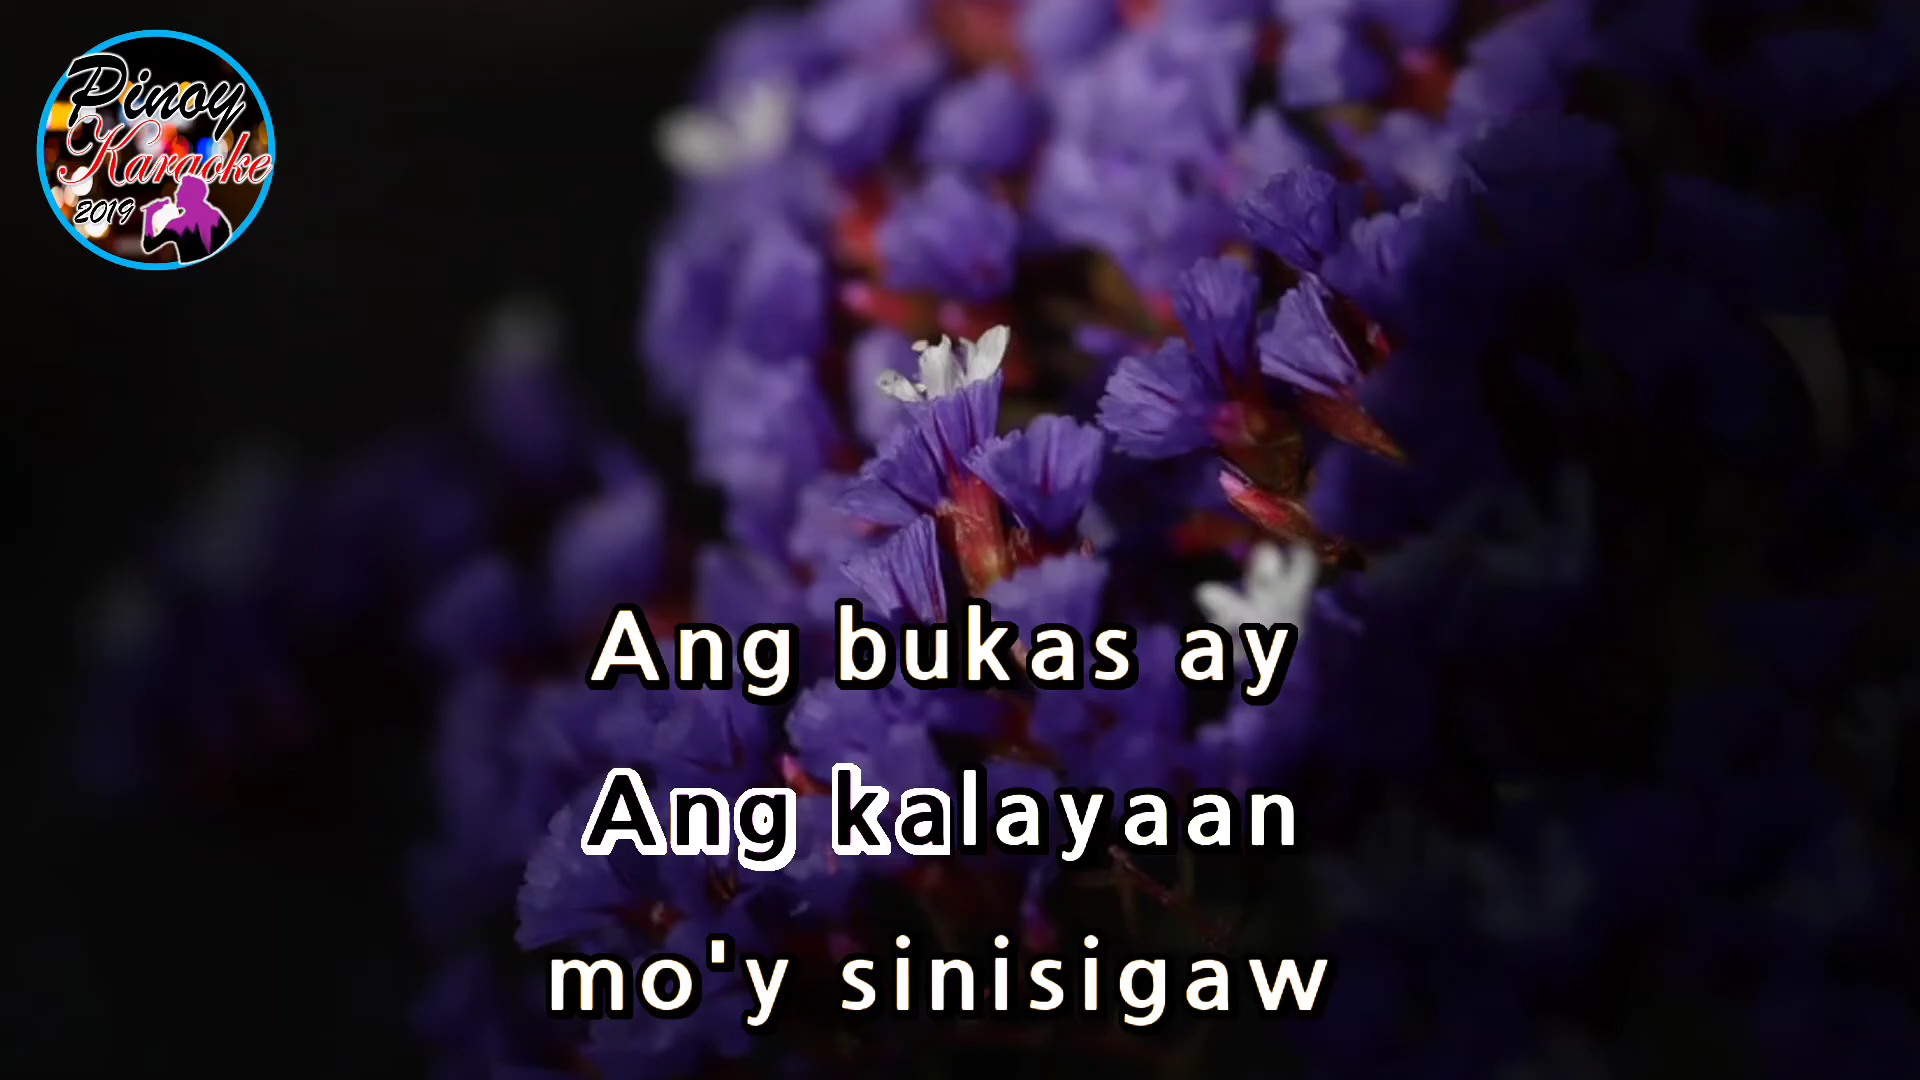 Pinoy
Karaoke
2019
Ang bukas ay
Ang kalayaan
mo'y sinisigaw